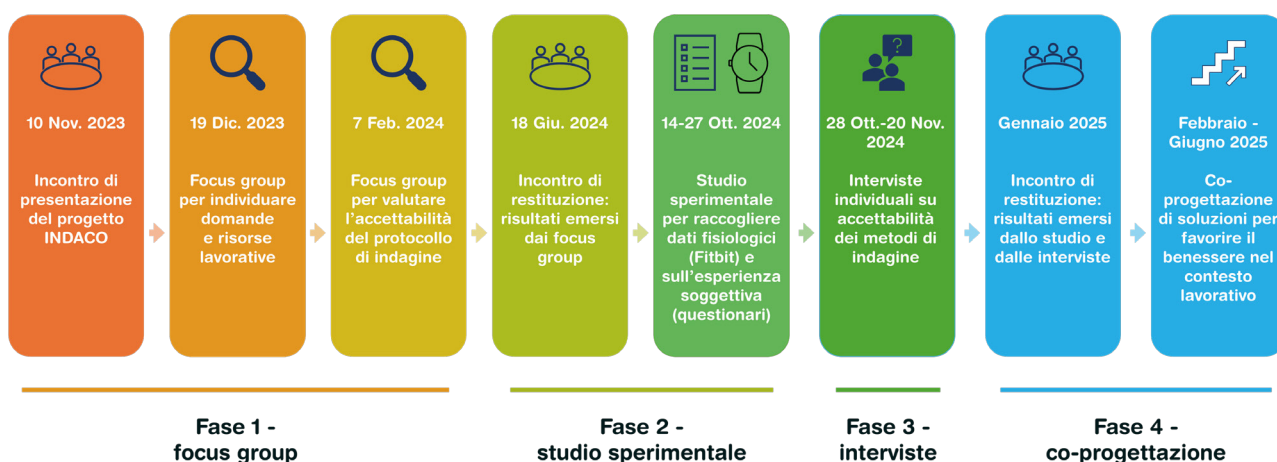 10 Nov. 2023
Incontro di
presentazione
del progetto
INDACO
19 Dic. 2023
Focus group
per individuare
domande
e risorse
lavorative
7 Feb. 2024
Focus group
per valutare
l'accettabilità
del protocollo
di indagine
18 Giu. 2024
Incontro di
restituzione:
risultati emersi
dai focus
group
14-27 Ott. 2024
Studio
sperimentale
per raccogliere
dati fisiologici
(Fitbit) e
sull'esperienza
soggettiva
(questionari)
?
28 Ott.-20 Nov.
2024
Interviste
individuali su
accettabilità
dei metodi di
indagine
Gennaio 2025
Incontro di
restituzione:
risultati emersi
dallo studio e
dalle interviste
Febbraio -
Giugno 2025
Co-
progettazione
di soluzioni per
favorire il
benessere nel
contesto
lavorativo
Fase 1 -
focus group
Fase 2 -
studio sperimentale
Fase 3 -
interviste
Fase 4 -
co-progettazione